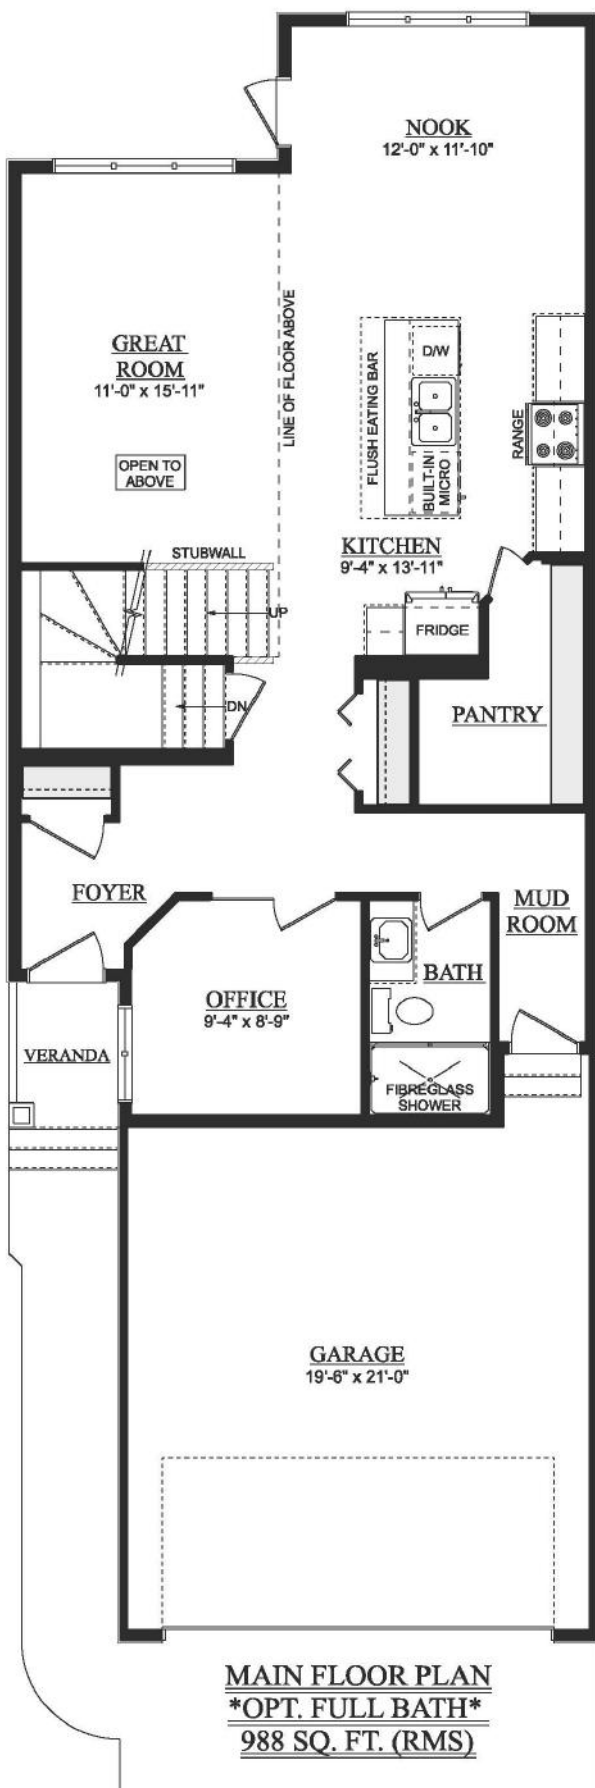 NOOK
12'-0" x 11'-10"
GREAT
ROOM
11'-0" x 15'-11"
OPEN TO
ABOVE
LINE OF FLOOR ABOVE
FLUSH EATING BAR
D/W
BUILT-IN
MICRO
RANGE
KITCHEN
9'-4" x 13'-11"
STUBWALL
UP
FRIDGE
DN
PANTRY
FOYER
MUD
ROOM
OFFICE
9'-4" x 8'-9"
BATH
VERANDA
FIBREGLASS
SHOWER
GARAGE
19'-6" x 21'-0"
MAIN FLOOR PLAN
*OPT. FULL BATH*
988 SQ. FT. (RMS)